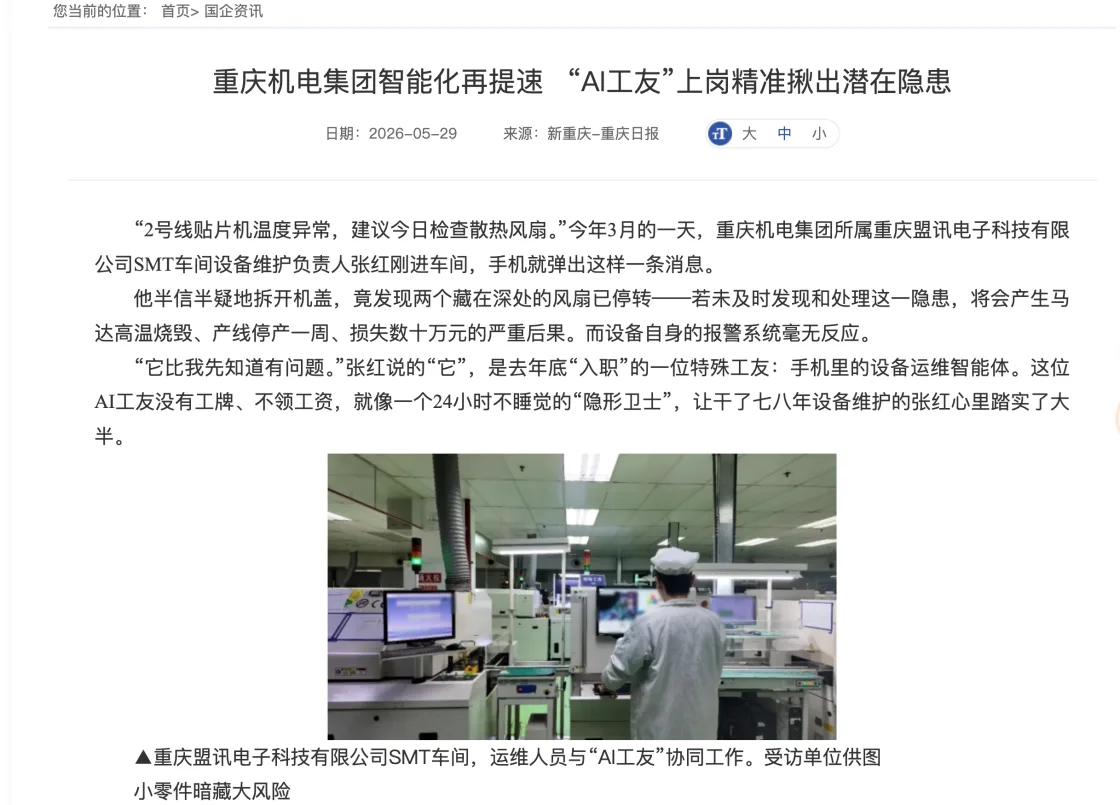 您当前的位置： 首页> 国企资讯
重庆机电集团智能化再提速 “AI工友”上岗精准揪出潜在隐患
日期：2026-05-29 来源：新重庆-重庆日报 TT 大 中 小
“2号线贴片机温度异常，建议今日检查散热风扇。”今年3月的一天，重庆机电集团所属重庆盟讯电子科技有限
公司SMT车间设备维护负责人张红刚进车间，手机就弹出这样一条消息。
他半信半疑地拆开机盖，竟发现两个藏在深处的风扇已停转——若未及时发现和处理这一隐患，将会产生马
达高温烧毁、产线停产一周、损失数十万元的严重后果。而设备自身的报警系统毫无反应。
“它比我先知道有问题。”张红说的“它”，是去年底“入职”的一位特殊工友：手机里的设备运维智能体。这位
AI工友没有工牌、不领工资，就像一个24小时不睡觉的“隐形卫士”，让干了七八年设备维护的张红心里踏实了大
半。
▲重庆盟讯电子科技有限公司SMT车间，运维人员与“AI工友”协同工作。受访单位供图
小零件暗藏大风险